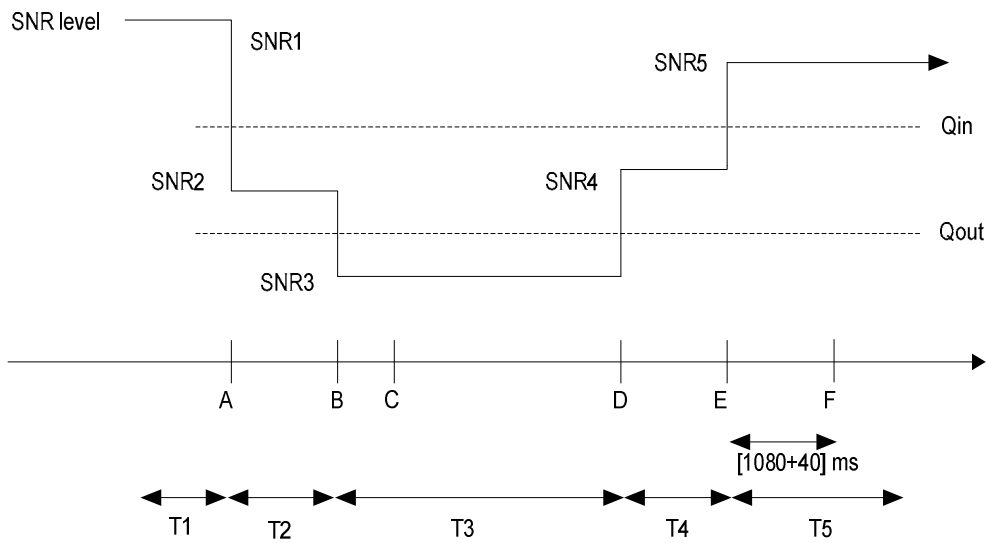 SNR level
SNR1
SNR5
Qin
SNR2
SNR4
Qout
SNR3
A
B
C
D
E
F
[1080+40] ms
T1
T2
T3
T4
T5